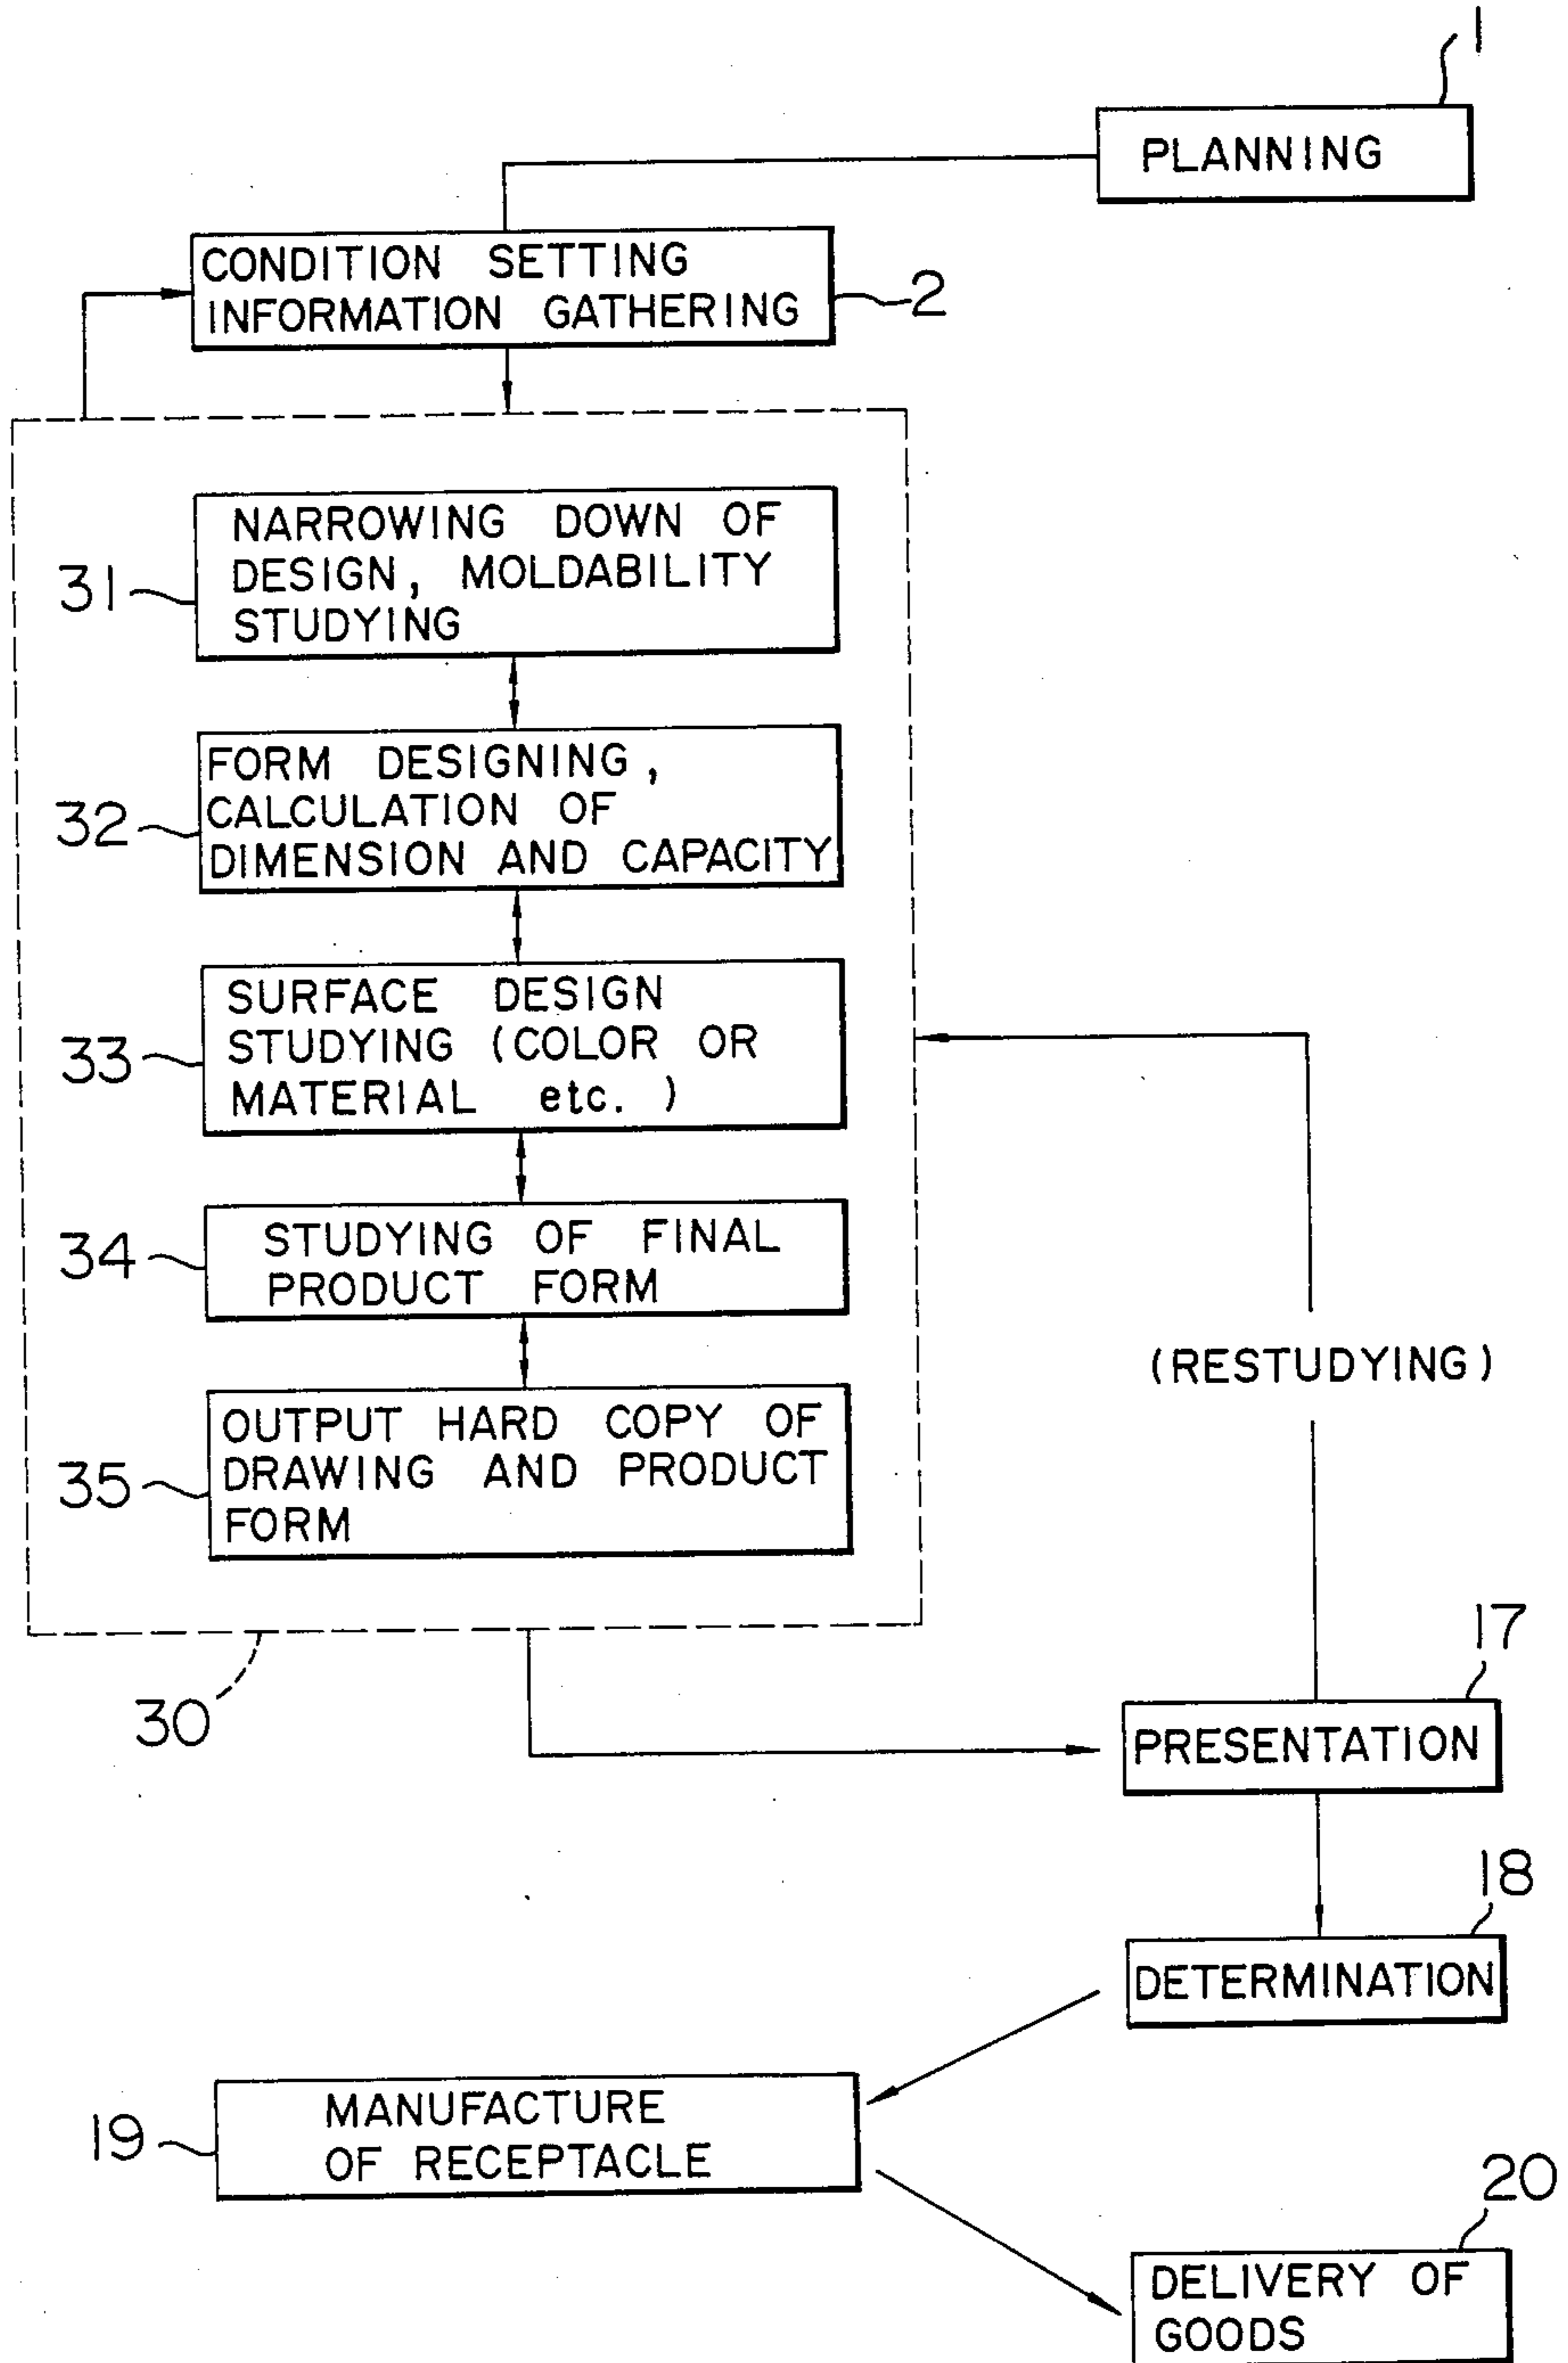 1
PLANNING
CONDITION SETTING
INFORMATION GATHERING
2
NARROWING DOWN OF
DESIGN, MOLDABILITY
STUDYING
31
FORM DESIGNING,
CALCULATION OF
DIMENSION AND CAPACITY
32
SURFACE DESIGN
STUDYING (COLOR OR
MATERIAL etc. )
33
STUDYING OF FINAL
PRODUCT FORM
34
(RESTUDYING)
OUTPUT HARD COPY OF
DRAWING AND PRODUCT
FORM
35
30
17
PRESENTATION
18
DETERMINATION
MANUFACTURE
OF RECEPTACLE
19
20
DELIVERY OF
GOODS